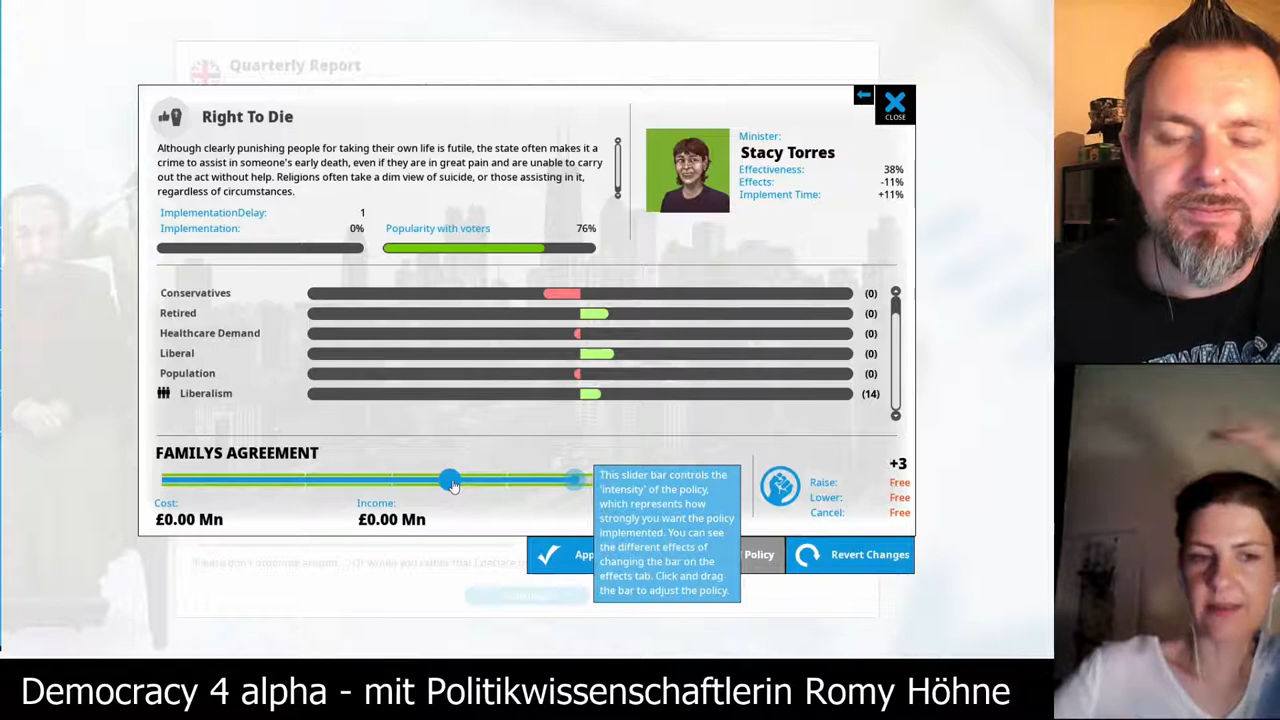 Quarterly Report
Right To Die
CLOSE
Although clearly punishing people for taking their own life is futile, the state often makes it a
crime to assist in someone's early death, even if they are in great pain and are unable to carry
out the act without help. Religions often take a dim view of suicide, or those assisting in it,
regardless of circumstances.
ImplementationDelay: 1
Implementation: 0%
Popularity with voters 76%
Minister:
Stacy Torres
Effectiveness: 38%
Effects: -11%
Implement Time: +11%
Conservatives (0)
Retired (0)
Healthcare Demand (0)
Liberal (0)
Population (0)
Liberalism (14)
FAMILYS AGREEMENT
Cost:
£0.00 Mn
Income:
£0.00 Mn
This slider bar controls the
'intensity' of the policy,
which represents how
strongly you want the policy
implemented. You can see
the different effects of
changing the bar on the
effects tab. Click and drag
the bar to adjust the policy.
+3
Raise: Free
Lower: Free
Cancel: Free
App
Policy
Revert Changes
Democracy 4 alpha - mit Politikwissenschaftlerin Romy Höhne